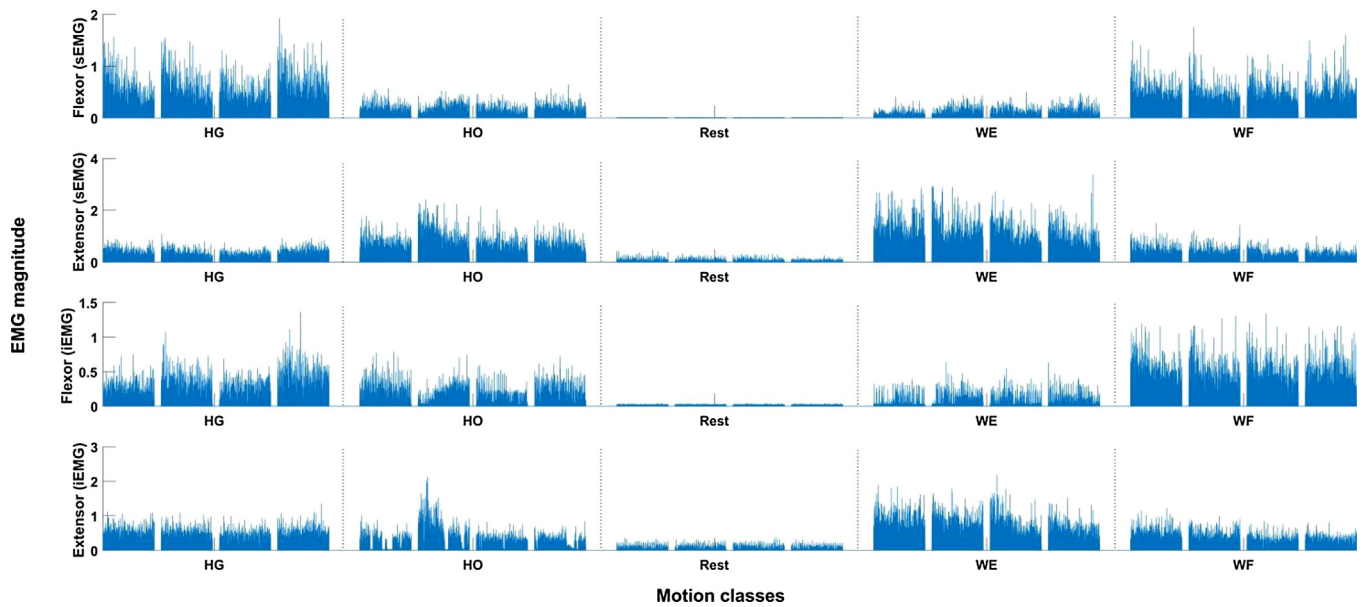 EMG magnitude
Flexor (sEMG)
2
1
0
HG HO Rest WE WF
Extensor (sEMG)
4
2
0
HG HO Rest WE WF
Flexor (iEMG)
1.5
1
0.5
0
HG HO Rest WE WF
Extensor (iEMG)
3
2
1
0
HG HO Rest WE WF
Motion classes